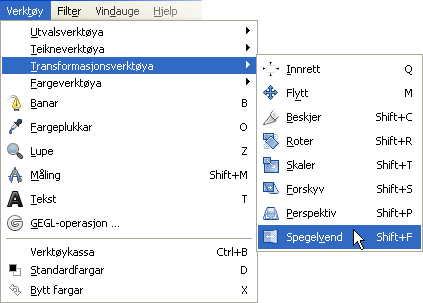 Verktøy Filter Vindauge Hjelp
Utvalsverktøya
Teikneverktøya
Transformasjonsverktøya
Fargeverktøya
Banar B
Fargeplukkar O
Lupe Z
Måling Shift+M
Tekst T
GEGL-operasjon ...
Verktøykassa Ctrl+B
Standardfargar D
Bytt fargar X
Innrett Q
Flytt M
Beskjer Shift+C
Roter Shift+R
Skaler Shift+T
Forskyv Shift+S
Perspektiv Shift+P
Spegelvend Shift+F